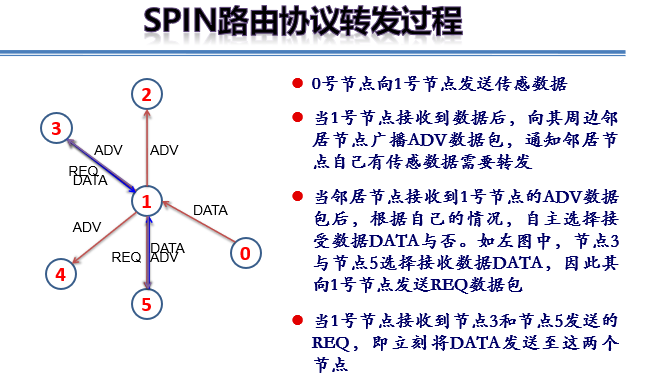 SPIN路由协议转发过程
2
3
ADV
ADV
REQ
DATA
1
DATA
ADV
0
DATA
REQ
ADV
4
5
0号节点向1号节点发送传感数据
当1号节点接收到数据后，向其周边邻
居节点广播ADV数据包，通知邻居节
点自己有传感数据需要转发
当邻居节点接收到1号节点的ADV数据
包后，根据自己的情况，自主选择接
受数据DATA与否。如左图中，节点3
与节点5选择接收数据DATA，因此其
向1号节点发送REQ数据包
当1号节点接收到节点3和节点5发送的
REQ，即立刻将DATA发送至这两个
节点